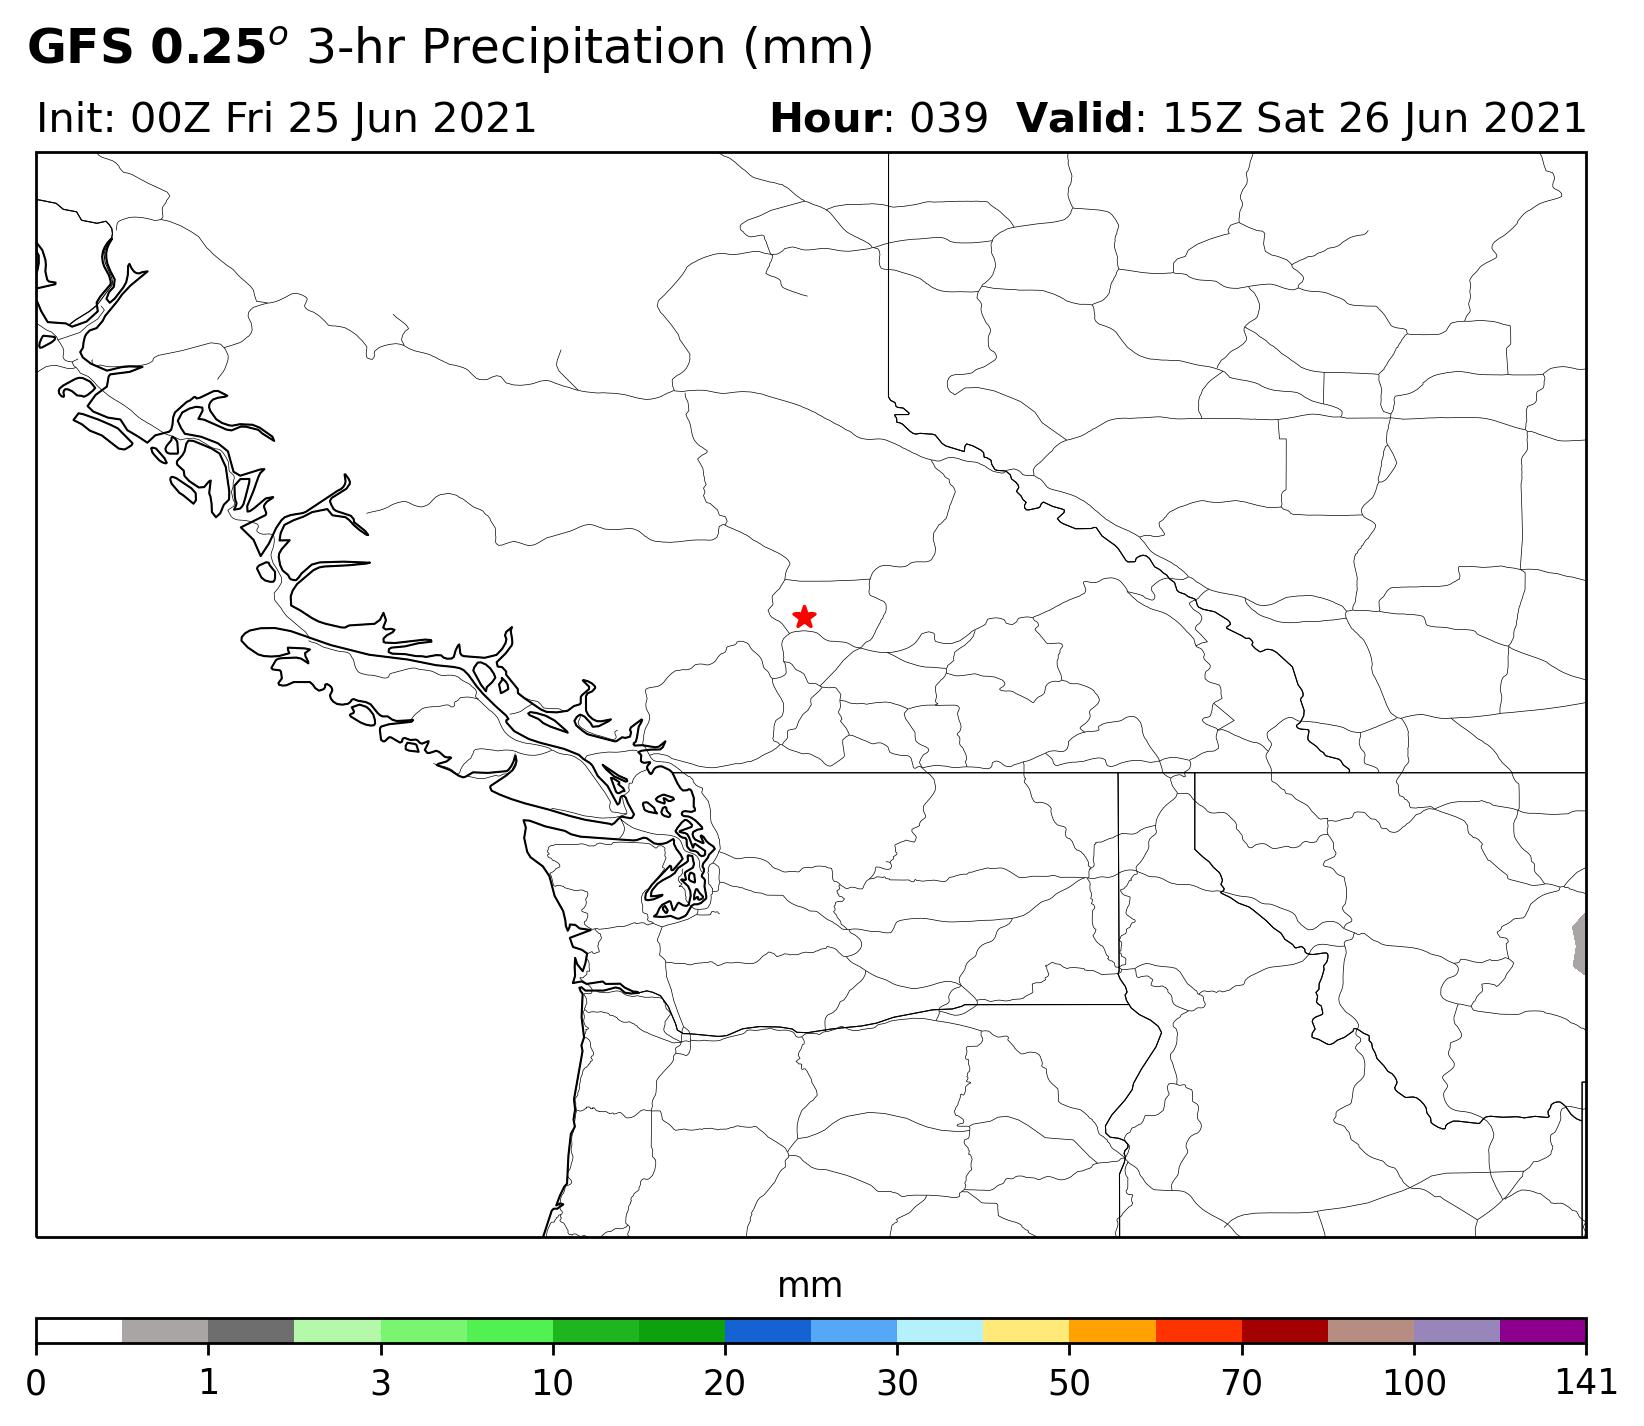 GFS 0.25º 3-hr Precipitation (mm)
Init: 00Z Fri 25 Jun 2021 Hour: 039 Valid: 15Z Sat 26 Jun 2021
mm
0 1 3 10 20 30 50 70 100 141